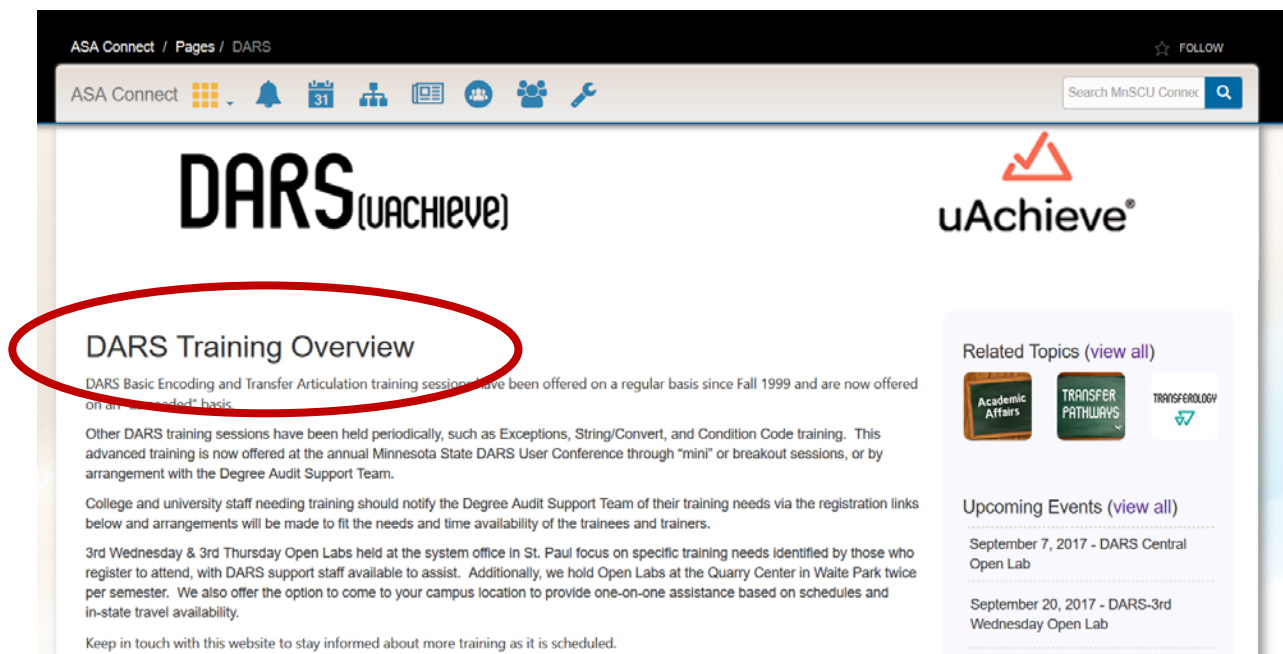 ASA Connect / Pages / DARS
FOLLOW
ASA Connect
31
Search MnSCU Connec
DARS (uachieve)
uAchieve®
DARS Training Overview
DARS Basic Encoding and Transfer Articulation training sessions have been offered on a regular basis since Fall 1999 and are now offered
on an "as needed" basis.
Other DARS training sessions have been held periodically, such as Exceptions, String/Convert, and Condition Code training. This
advanced training is now offered at the annual Minnesota State DARS User Conference through “mini” or breakout sessions, or by
arrangement with the Degree Audit Support Team.
College and university staff needing training should notify the Degree Audit Support Team of their training needs via the registration links
below and arrangements will be made to fit the needs and time availability of the trainees and trainers.
3rd Wednesday & 3rd Thursday Open Labs held at the system office in St. Paul focus on specific training needs identified by those who
register to attend, with DARS support staff available to assist. Additionally, we hold Open Labs at the Quarry Center in Waite Park twice
per semester. We also offer the option to come to your campus location to provide one-on-one assistance based on schedules and
in-state travel availability.
Keep in touch with this website to stay informed about more training as it is scheduled.
Related Topics (view all)
Academic
Affairs
TRANSFER
PATHWAYS
TRANSFEROLOGY
Upcoming Events (view all)
September 7, 2017 - DARS Central
Open Lab
September 20, 2017 - DARS-3rd
Wednesday Open Lab